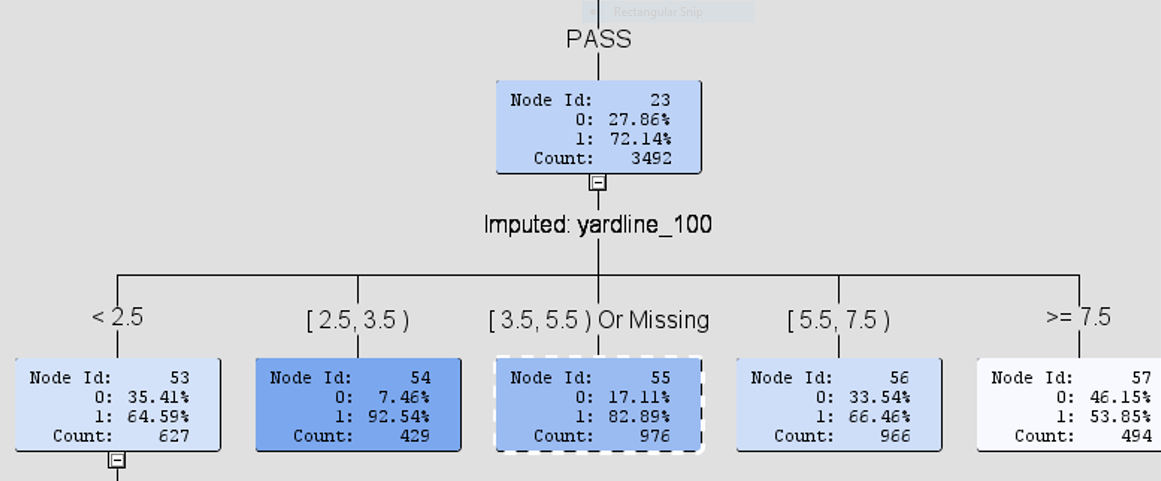 Rectangular Snip
PASS
Node Id: 23
0: 27.86%
1: 72.14%
Count: 3492
Imputed: yardline_100
< 2.5
[ 2.5, 3.5 )
[ 3.5, 5.5 ) Or Missing
[ 5.5, 7.5 )
>= 7.5
Node Id: 53
0: 35.41%
1: 64.59%
Count: 627
Node Id: 54
0: 7.46%
1: 92.54%
Count: 429
Node Id: 55
0: 17.11%
1: 82.89%
Count: 976
Node Id: 56
0: 33.54%
1: 66.46%
Count: 966
Node Id: 57
0: 46.15%
1: 53.85%
Count: 494